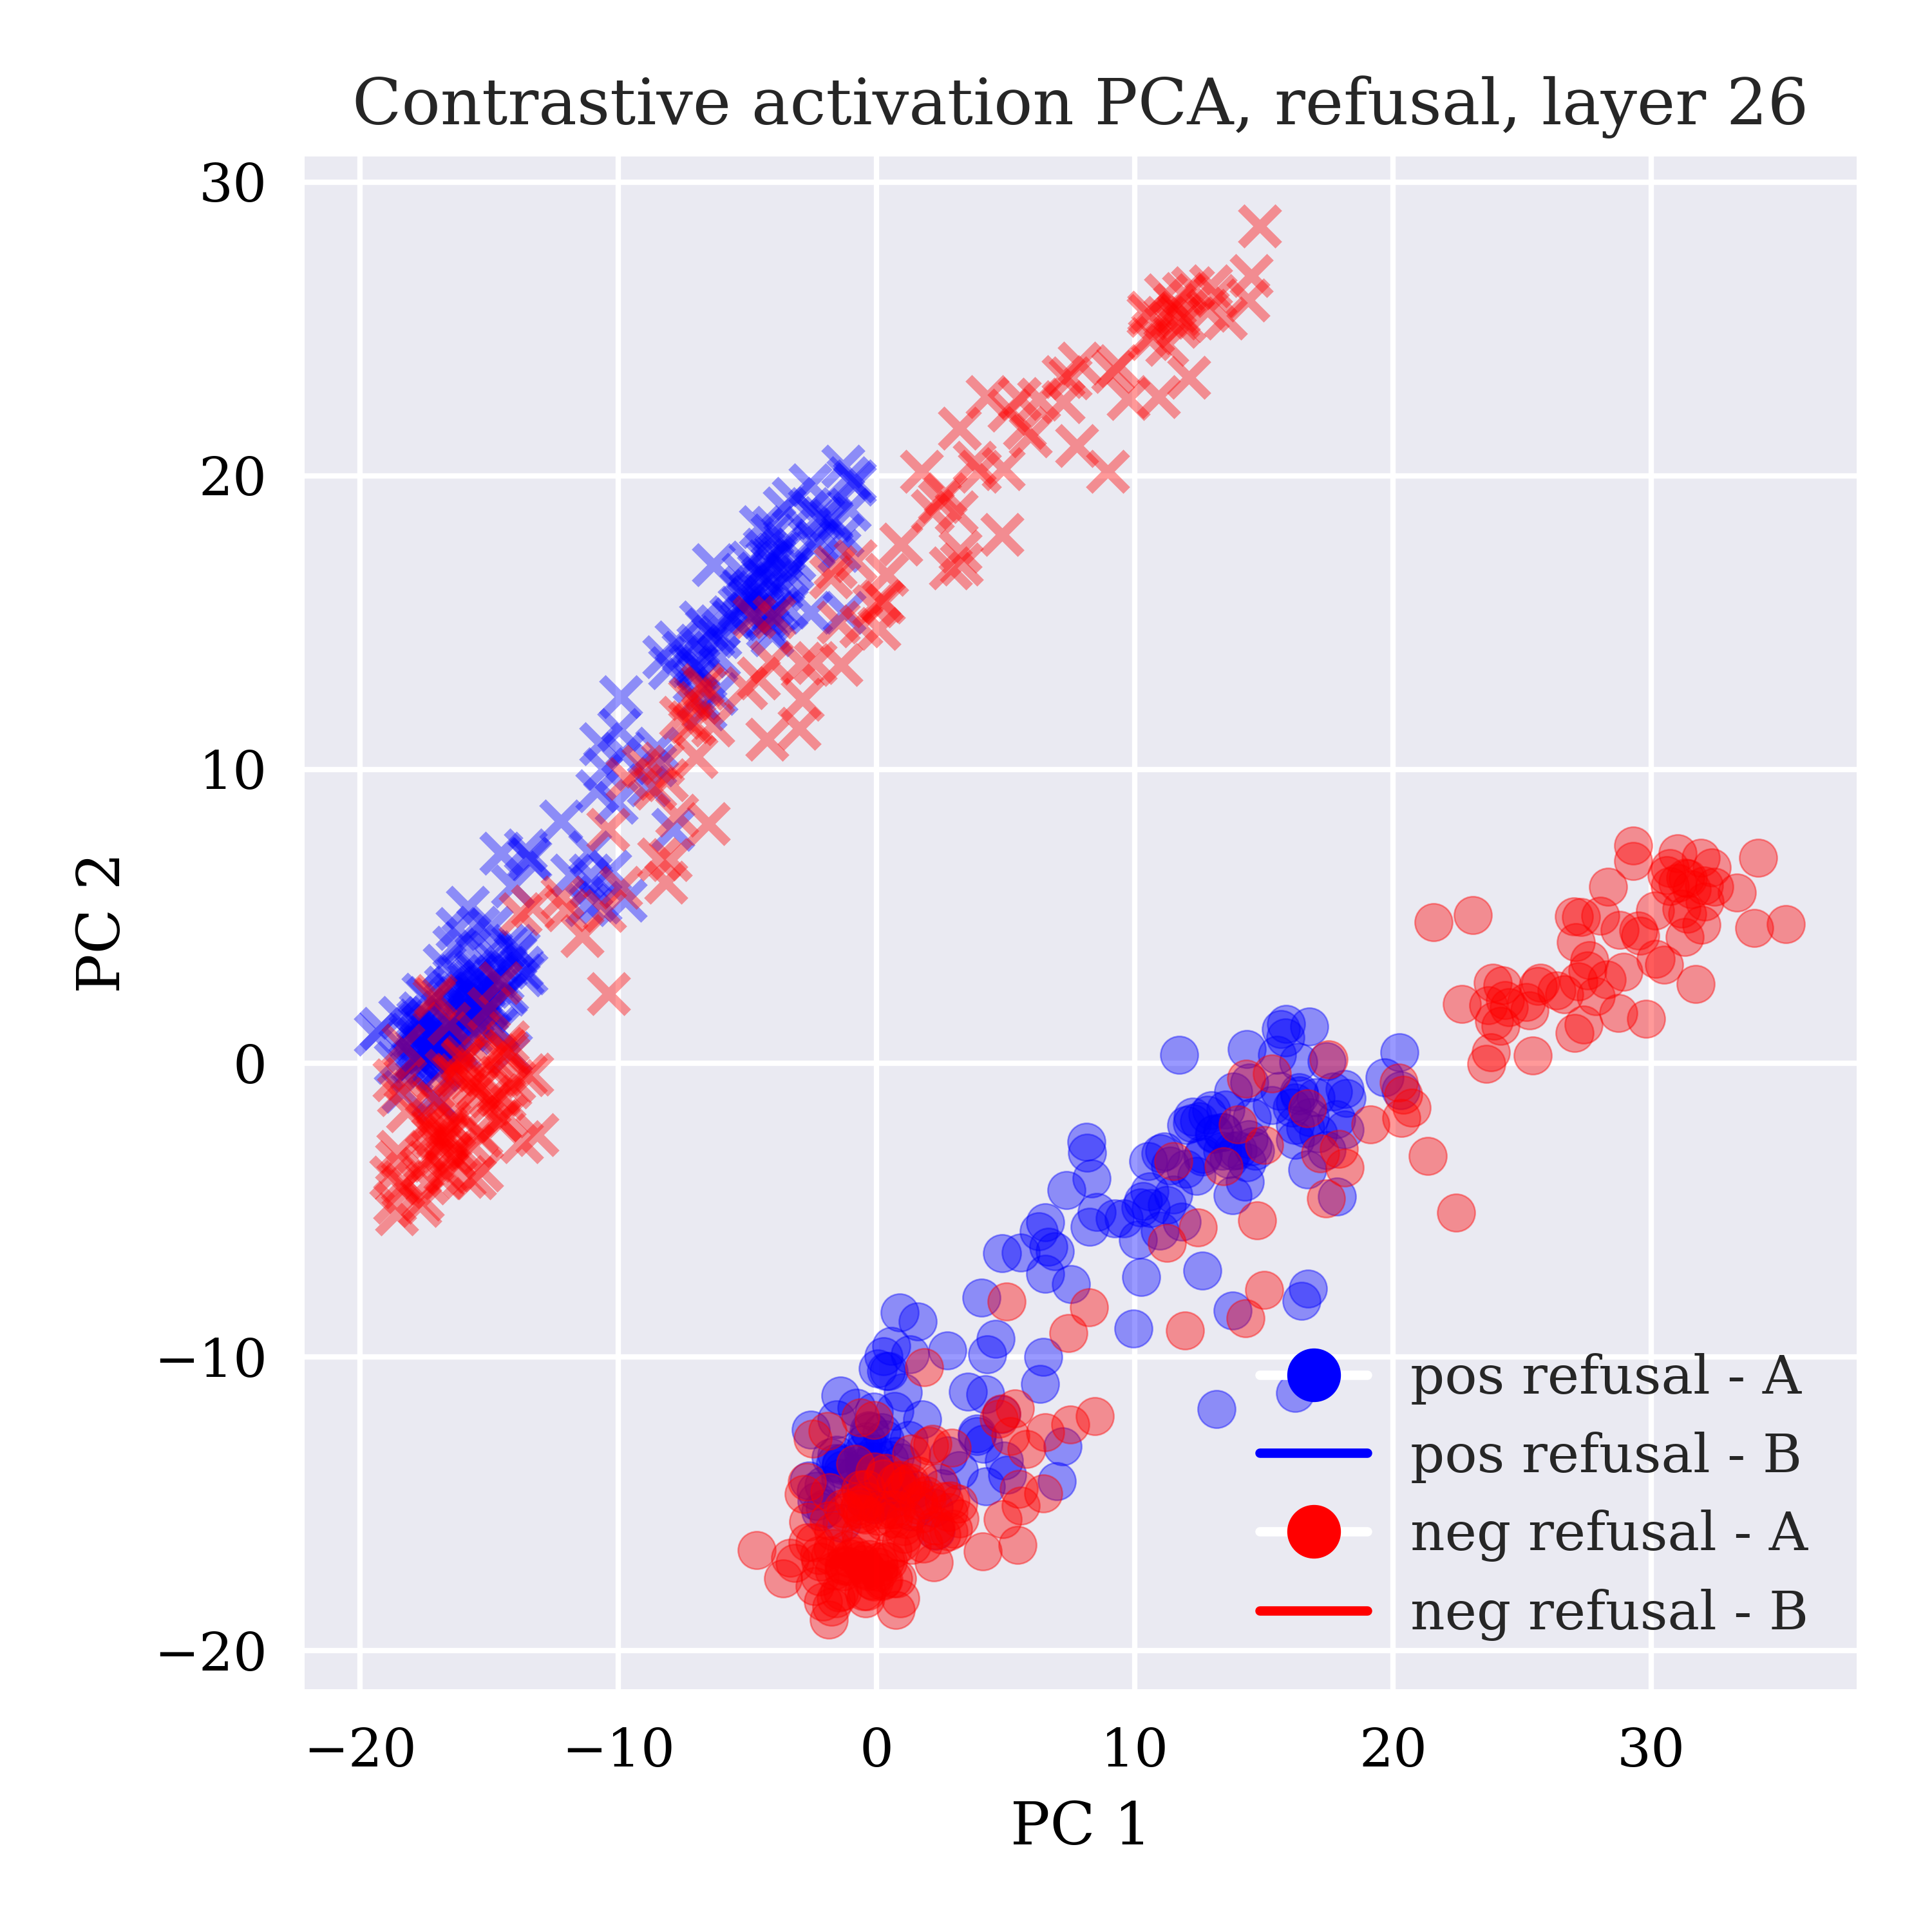 Contrastive activation PCA, refusal, layer 26
30
20
10
0
−10
−20
PC 2
pos refusal - A
pos refusal - B
neg refusal - A
neg refusal - B
−20 −10 0 10 20 30
PC 1